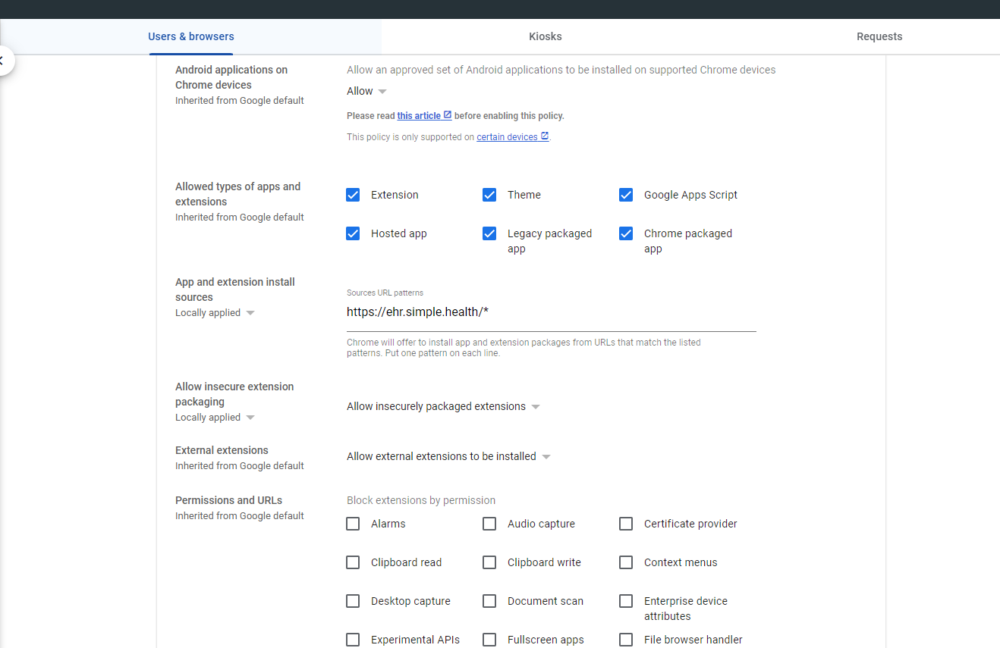 Users & browsers
Kiosks
Requests
Android applications on
Chrome devices
Inherited from Google default
Allow an approved set of Android applications to be installed on supported Chrome devices
Allow
Please read this article before enabling this policy.
This policy is only supported on certain devices.
Allowed types of apps and
extensions
Inherited from Google default
Extension
Theme
Google Apps Script
Hosted app
Legacy packaged
app
Chrome packaged
app
App and extension install
sources
Locally applied
Sources URL patterns
https://ehr.simple.health/*
Chrome will offer to install app and extension packages from URLs that match the listed
patterns. Put one pattern on each line.
Allow insecure extension
packaging
Locally applied
Allow insecurely packaged extensions
External extensions
Inherited from Google default
Allow external extensions to be installed
Permissions and URLs
Inherited from Google default
Block extensions by permission
Alarms
Audio capture
Certificate provider
Clipboard read
Clipboard write
Context menus
Desktop capture
Document scan
Enterprise device
attributes
Experimental APIs
Fullscreen apps
File browser handler